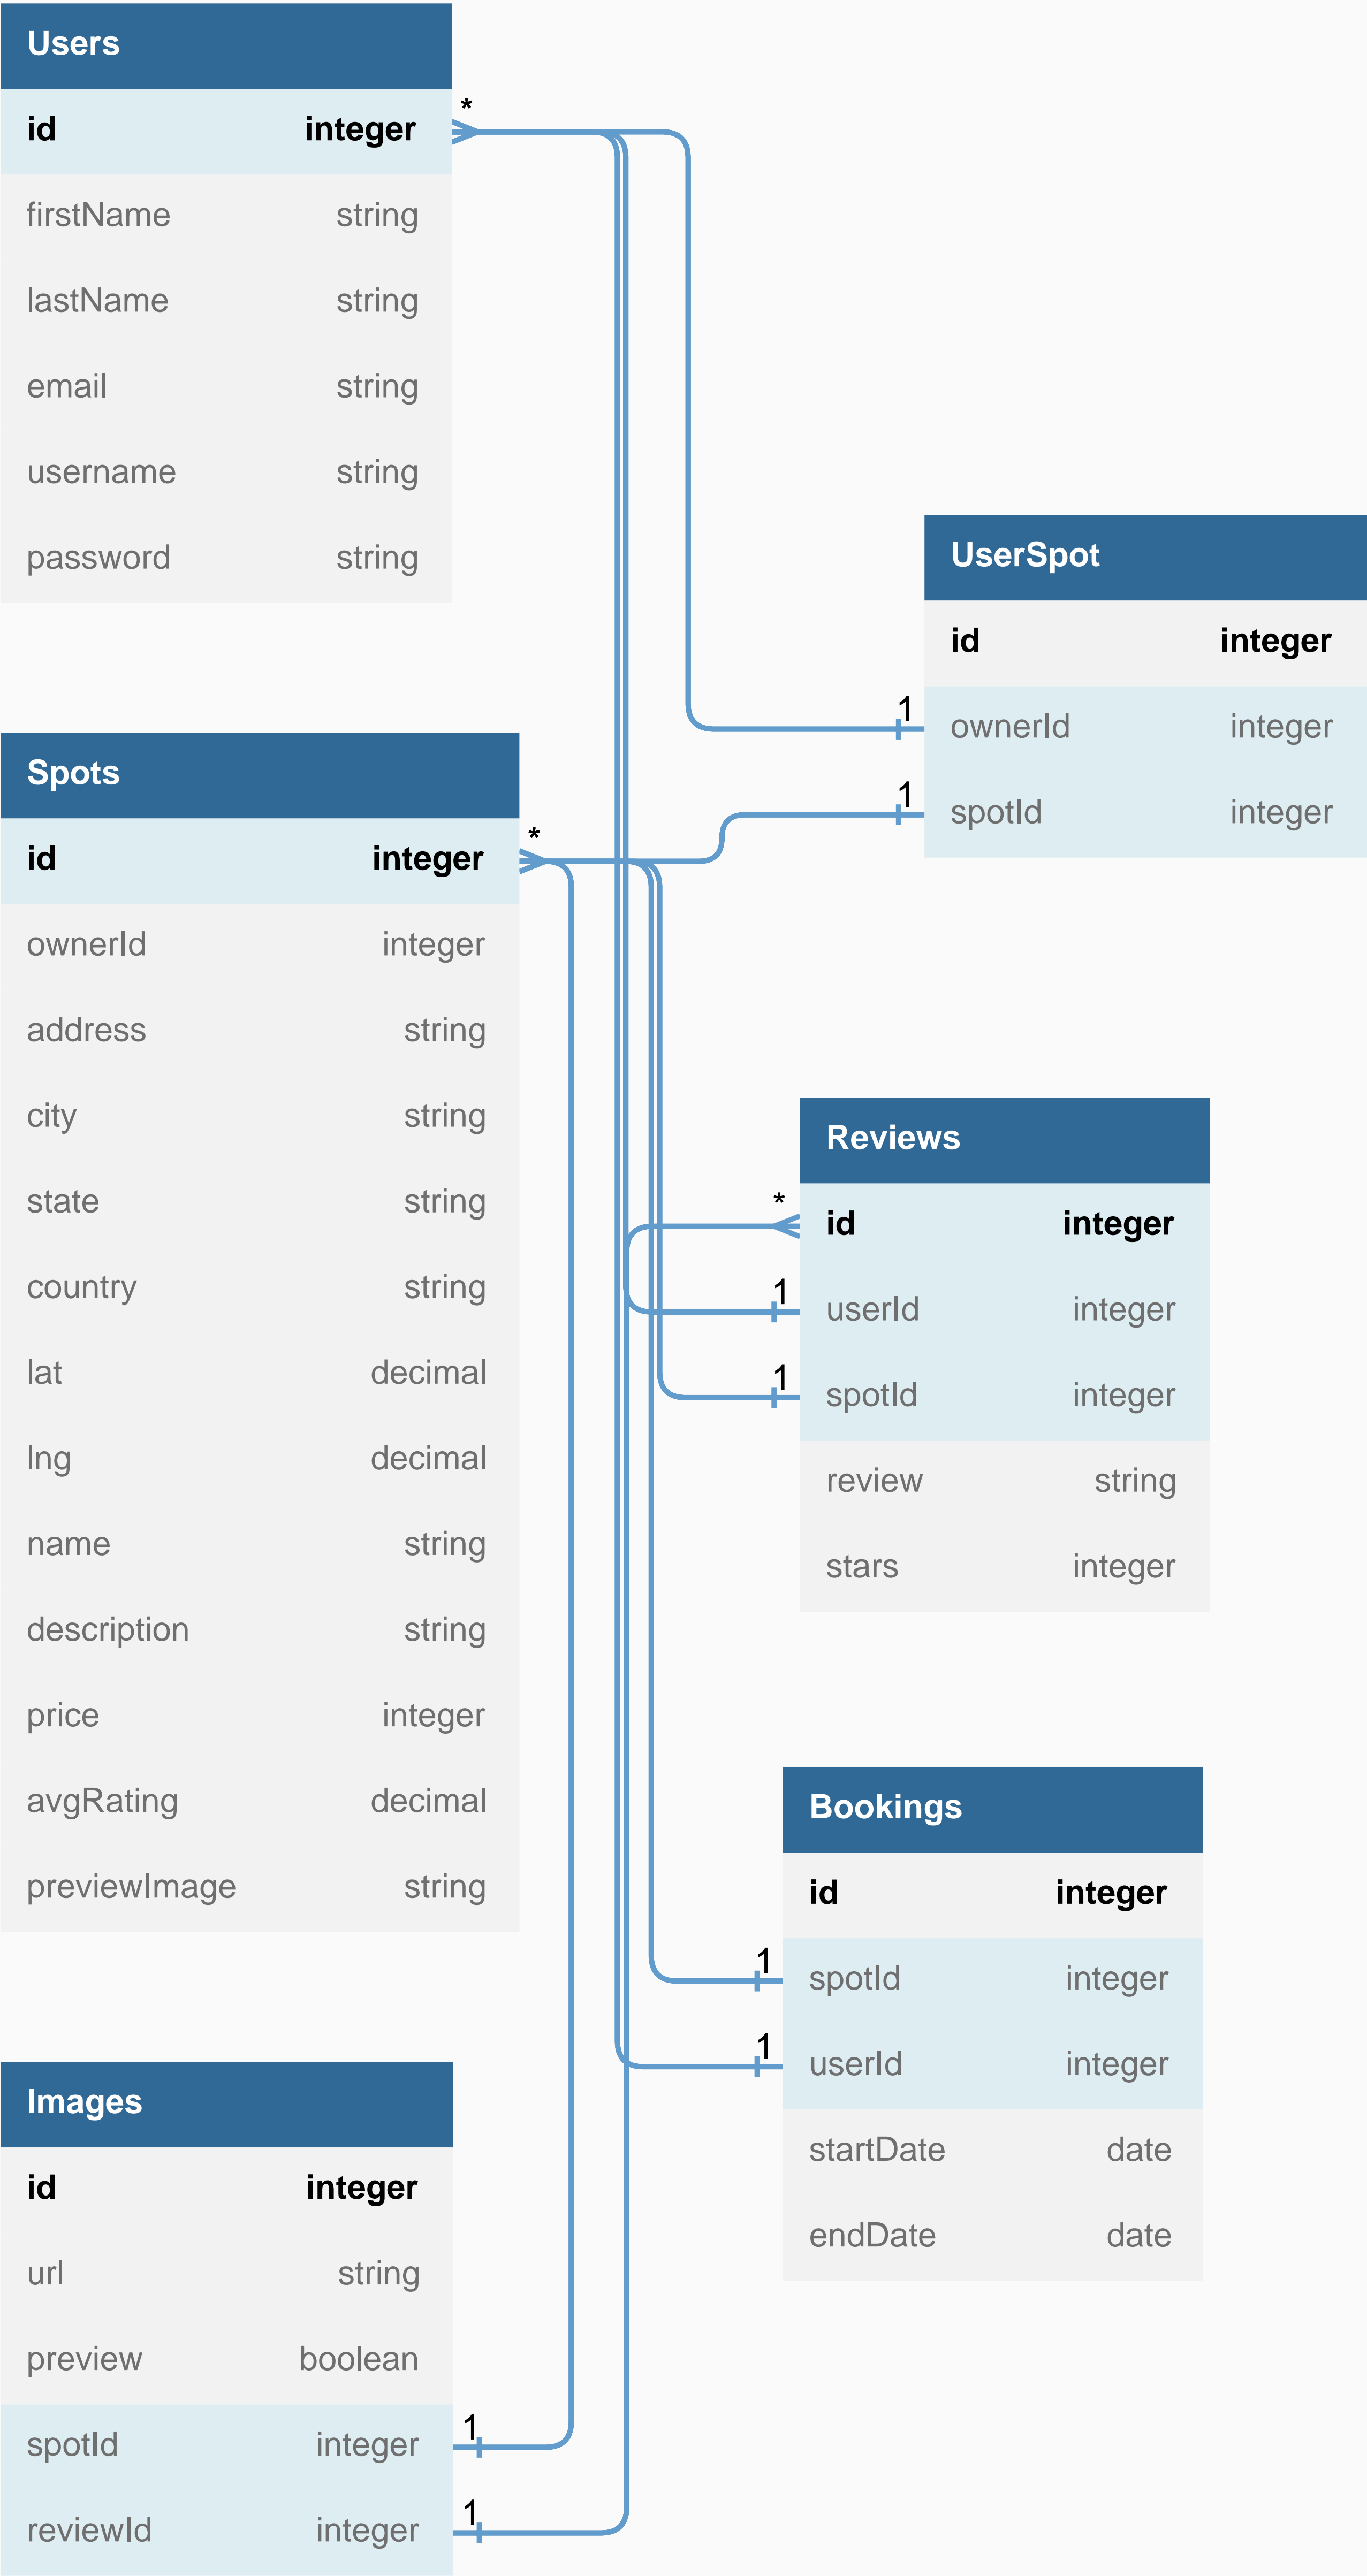 Users
id integer
firstName string
lastName string
email string
username string
password string
*
UserSpot
id integer
1
ownerId integer
1
spotId integer
Spots
*
id integer
ownerId integer
address string
city string
state string
country string
lat decimal
lng decimal
name string
description string
price integer
avgRating decimal
previewImage string
Reviews
*
id integer
1
userId integer
1
spotId integer
review string
stars integer
Bookings
id integer
1
spotId integer
1
userId integer
startDate date
endDate date
Images
id integer
url string
preview boolean
spotId integer
1
reviewId integer
1